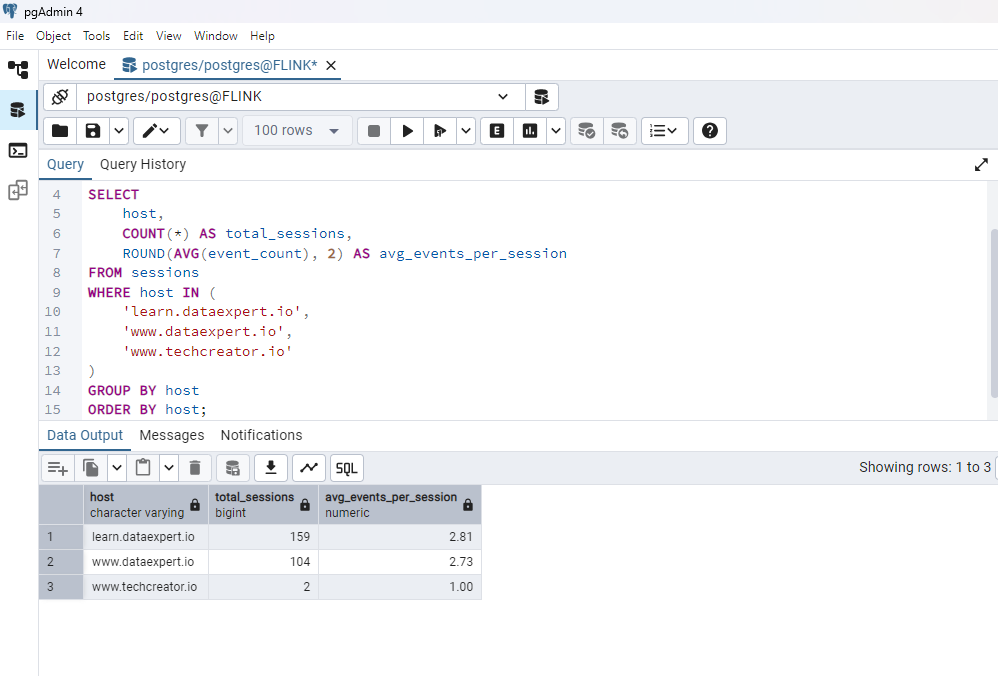 pgAdmin 4
File Object Tools Edit View Window Help
Welcome postgres/postgres@FLINK*
postgres/postgres@FLINK
100 rows
Query Query History
4 SELECT
5 host,
6 COUNT(*) AS total_sessions,
7 ROUND(AVG(event_count), 2) AS avg_events_per_session
8 FROM sessions
9 WHERE host IN (
10 'learn.dataexpert.io',
11 'www.dataexpert.io',
12 'www.techcreator.io'
13 )
14 GROUP BY host
15 ORDER BY host;
Data Output Messages Notifications
SQL Showing rows: 1 to 3
host total_sessions avg_events_per_session
character varying bigint numeric
1 learn.dataexpert.io 159 2.81
2 www.dataexpert.io 104 2.73
3 www.techcreator.io 2 1.00